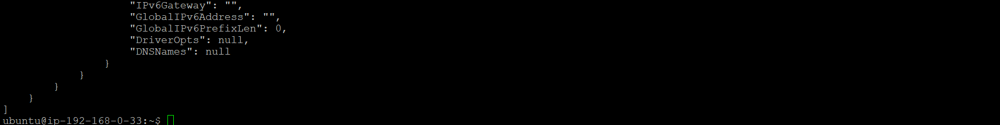 "IPv6Gateway": "",
"GlobalIPv6Address": "",
"GlobalIPv6PrefixLen": 0,
"DriverOpts": null,
"DNSNames": null
}
}
}
}
]
ubuntu@ip-192-168-0-33:~$